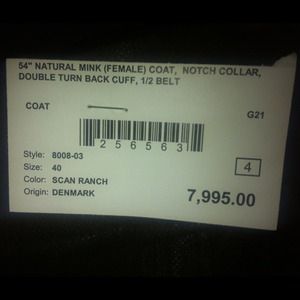 54" NATURAL MINK (FEMALE) COAT, NOTCH COLLAR,
DOUBLE TURN BACK CUFF, 1/2 BELT
COAT
G21
256563
Style: 8008-03
4
Size: 40
Color: SCAN RANCH
Origin: DENMARK
7,995.00